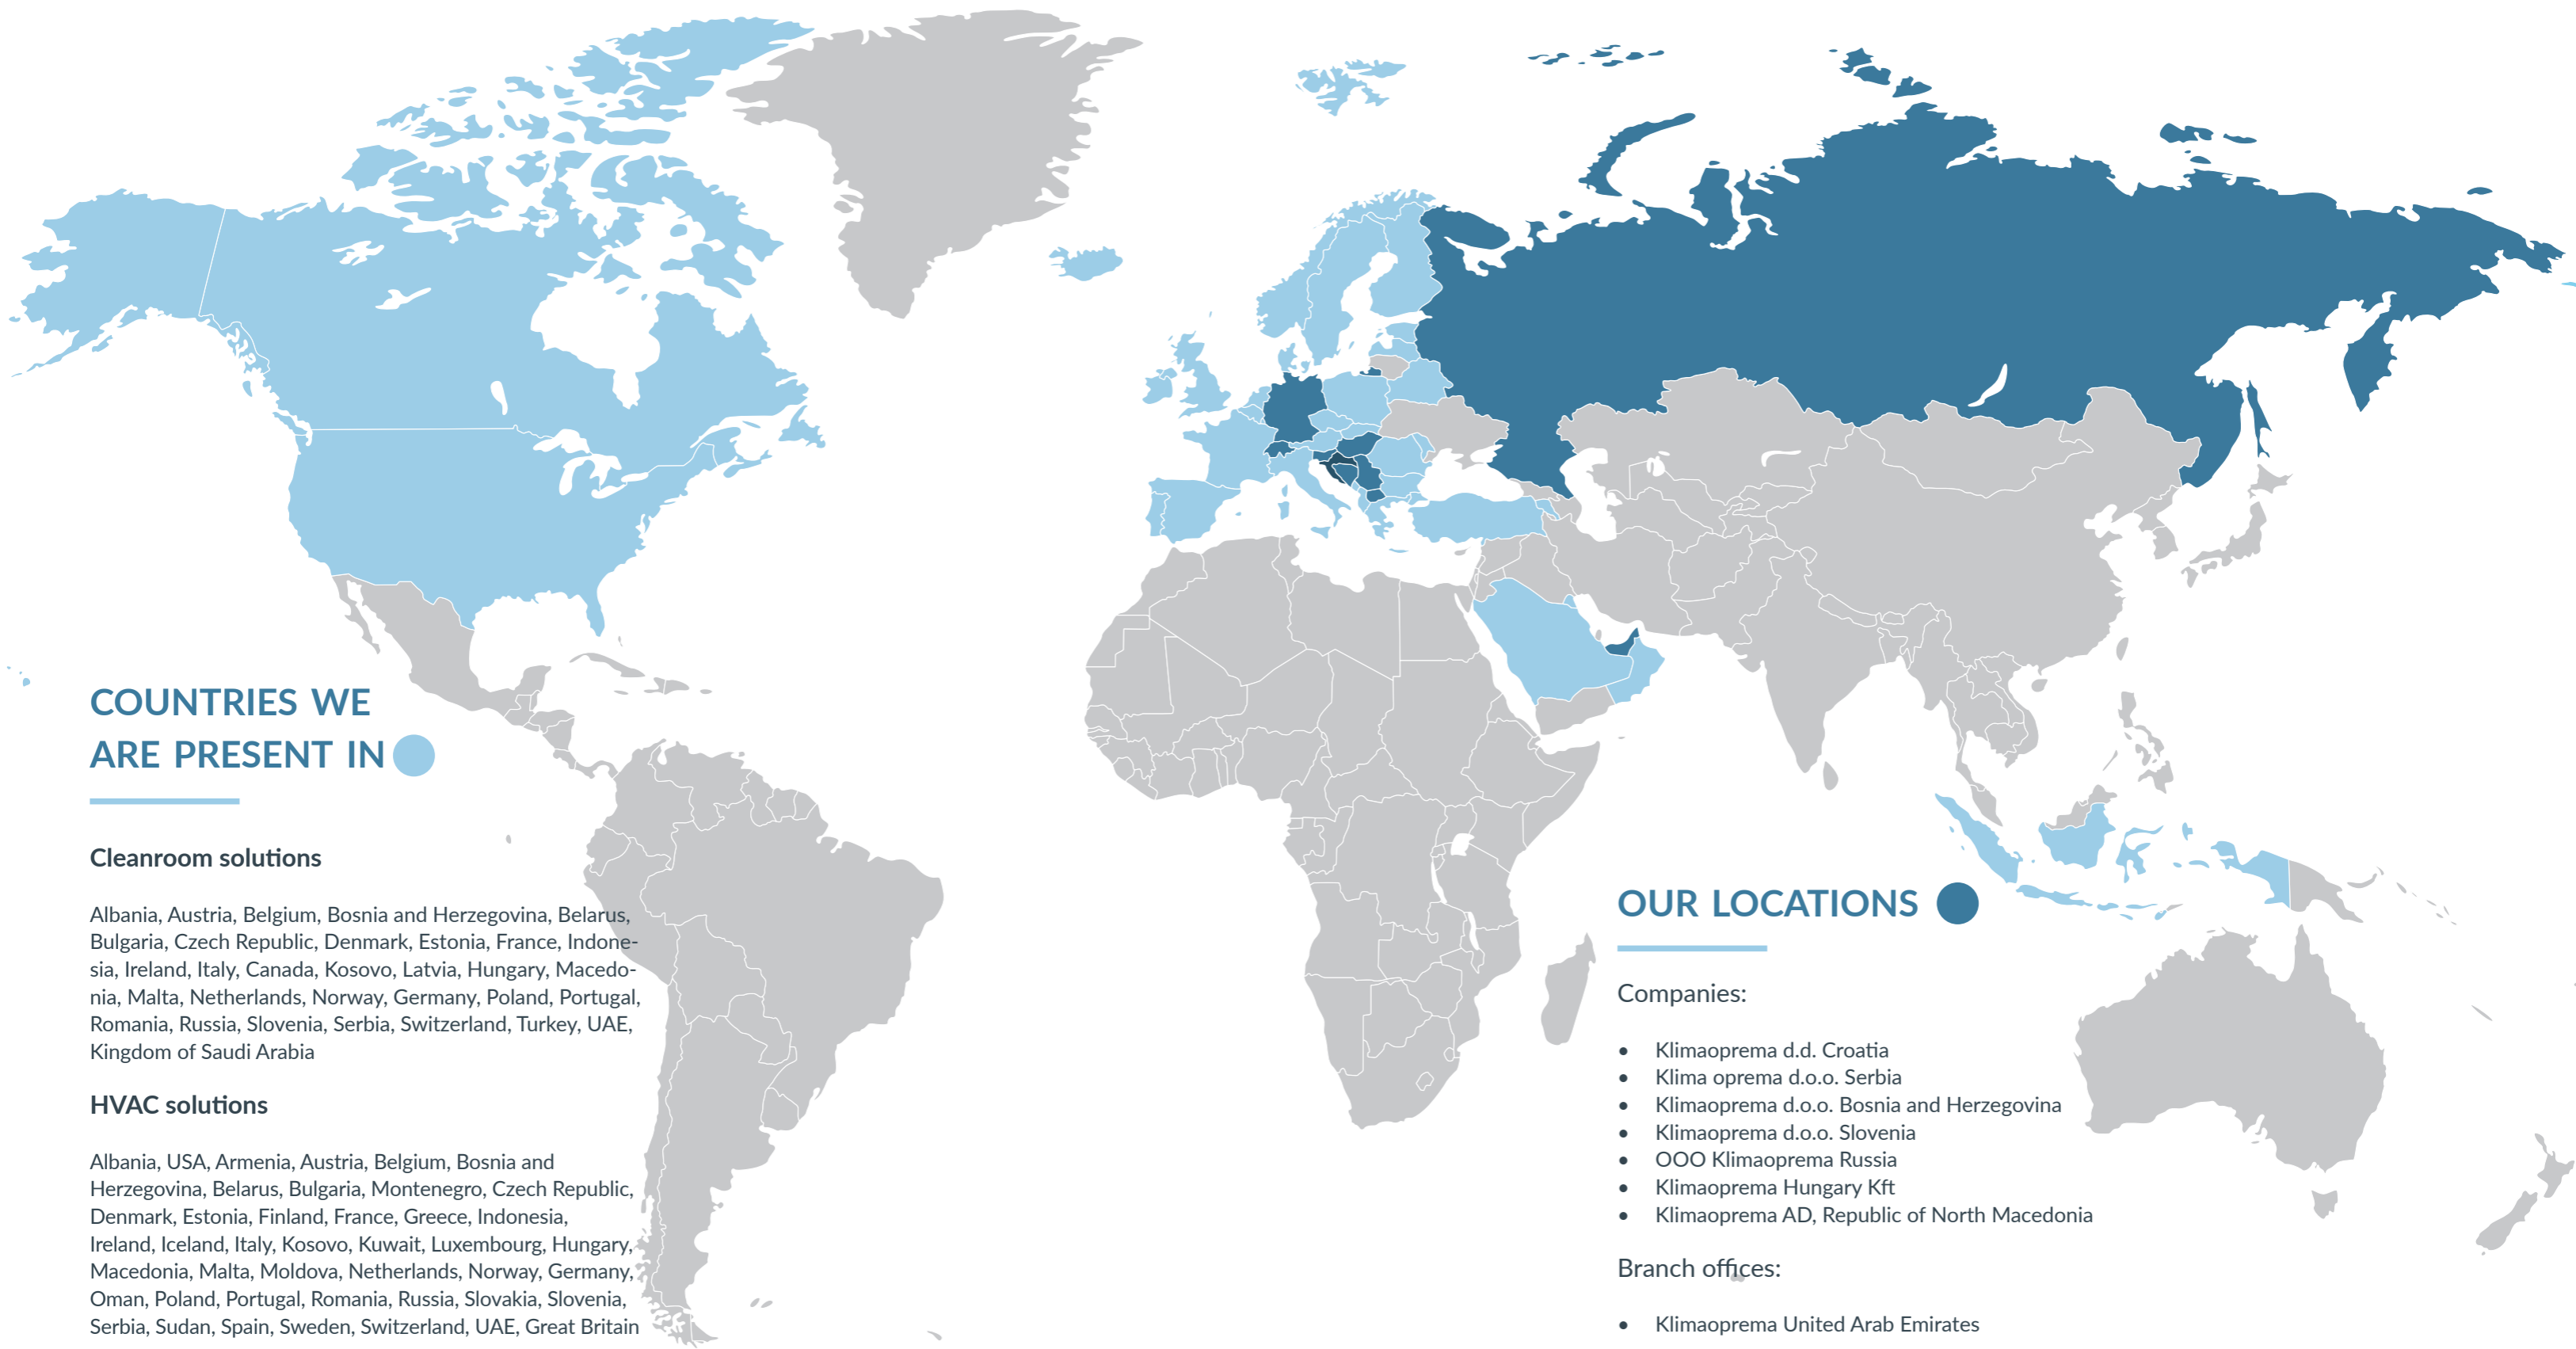 COUNTRIES WE
ARE PRESENT IN
Cleanroom solutions
Albania, Austria, Belgium, Bosnia and Herzegovina, Belarus,
Bulgaria, Czech Republic, Denmark, Estonia, France, Indone-
sia, Ireland, Italy, Canada, Kosovo, Latvia, Hungary, Macedo-
nia, Malta, Netherlands, Norway, Germany, Poland, Portugal,
Romania, Russia, Slovenia, Serbia, Switzerland, Turkey, UAE,
Kingdom of Saudi Arabia
HVAC solutions
Albania, USA, Armenia, Austria, Belgium, Bosnia and
Herzegovina, Belarus, Bulgaria, Montenegro, Czech Republic,
Denmark, Estonia, Finland, France, Greece, Indonesia,
Ireland, Iceland, Italy, Kosovo, Kuwait, Luxembourg, Hungary,
Macedonia, Malta, Moldova, Netherlands, Norway, Germany,
Oman, Poland, Portugal, Romania, Russia, Slovakia, Slovenia,
Serbia, Sudan, Spain, Sweden, Switzerland, UAE, Great Britain
OUR LOCATIONS
Companies:
• Klimaoprema d.d. Croatia
• Klima oprema d.o.o. Serbia
• Klimaoprema d.o.o. Bosnia and Herzegovina
• Klimaoprema d.o.o. Slovenia
• OOO Klimaoprema Russia
• Klimaoprema Hungary Kft
• Klimaoprema AD, Republic of North Macedonia
Branch offices:
• Klimaoprema United Arab Emirates